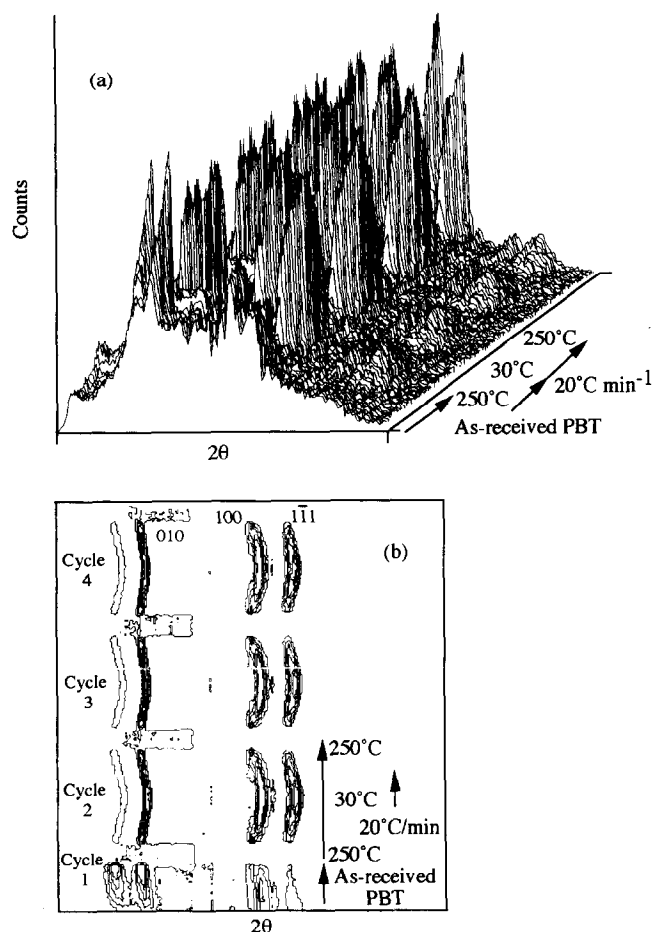 (a)
Counts
2θ
250°C
30°C
250°C
20°C min⁻¹
As-received PBT
(b)
010
100
11̄1
Cycle
4
Cycle
3
Cycle
2
Cycle
1
250°C
30°C
20°C/min
250°C
As-received
PBT
2θ